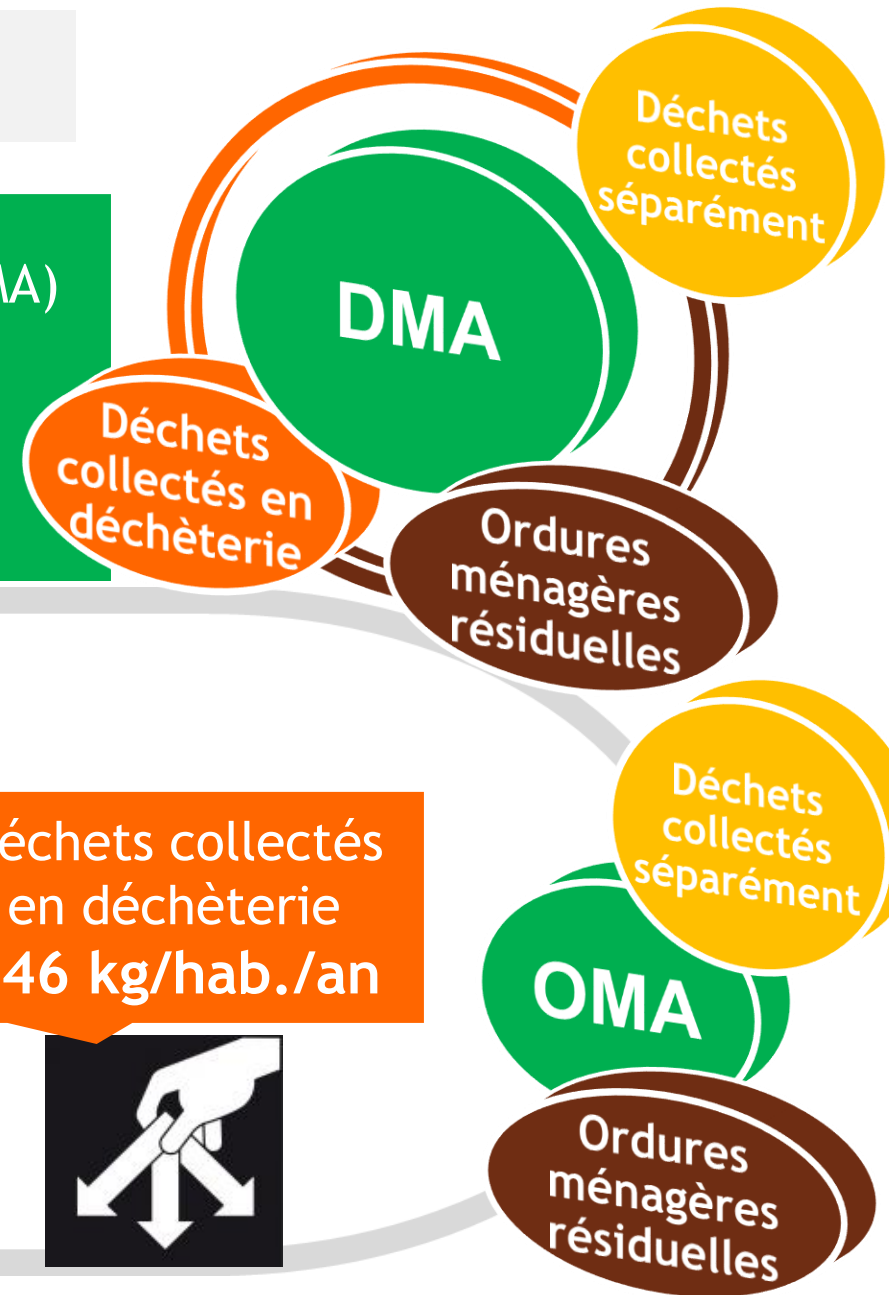 Déchets
collectés
séparément
MA)
DMA
Déchets
collectés en
déchèterie
Ordures
ménagères
résiduelles
Déchets
collectés
séparément
échets collectés
en déchèterie
46 kg/hab./an
OMA
Ordures
ménagères
résiduelles